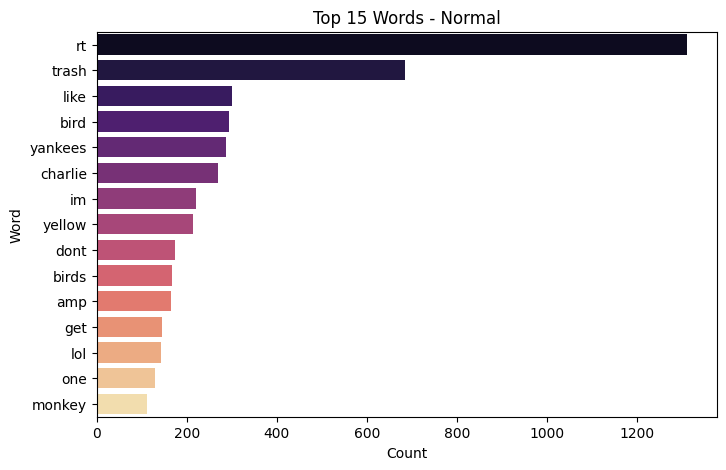 Top 15 Words - Normal
Word
rt
trash
like
bird
yankees
charlie
im
yellow
dont
birds
amp
get
lol
one
monkey
0 200 400 600 800 1000 1200
Count